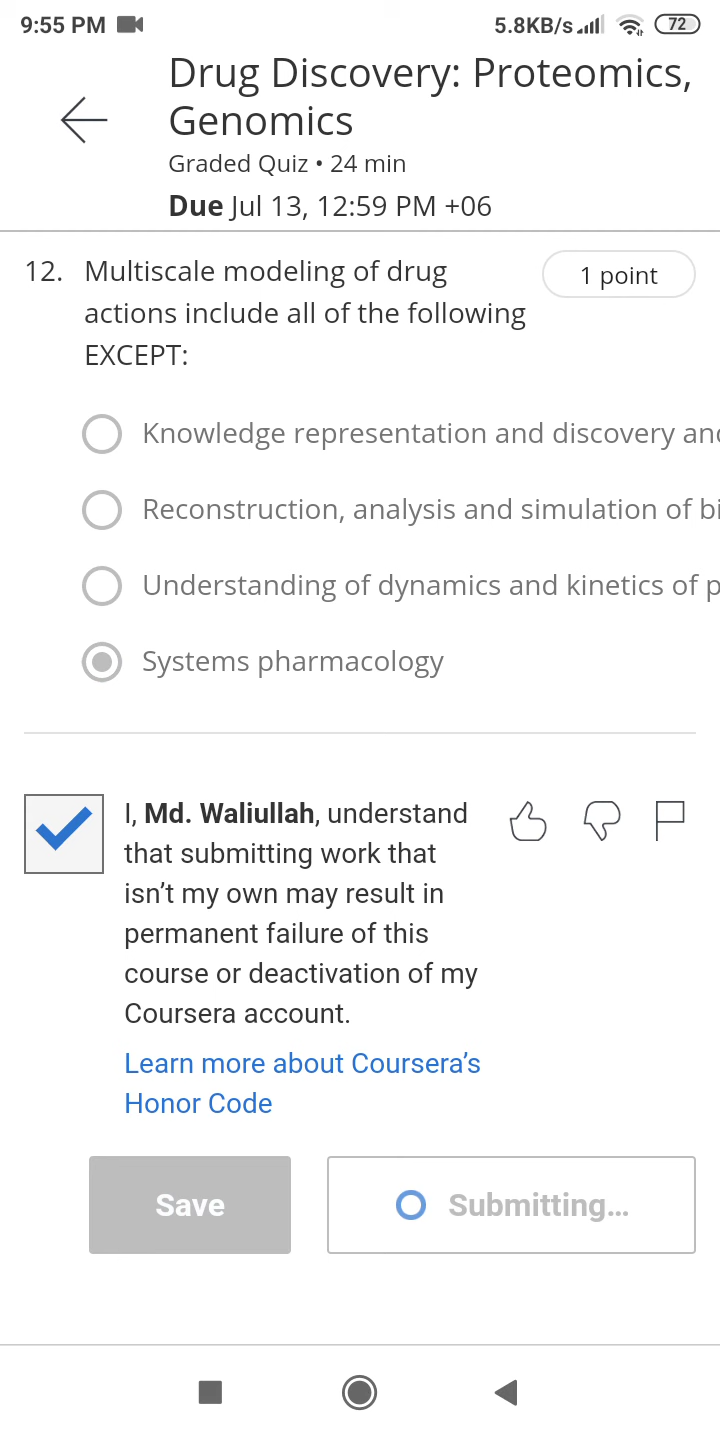 9:55 PM 5.8KB/s 72
Drug Discovery: Proteomics,
Genomics
Graded Quiz • 24 min
Due Jul 13, 12:59 PM +06
12. Multiscale modeling of drug 1 point
actions include all of the following
EXCEPT:
Knowledge representation and discovery
Reconstruction, analysis and simulation of
Understanding of dynamics and kinetics of
Systems pharmacology
I, Md. Waliullah, understand
that submitting work that
isn’t my own may result in
permanent failure of this
course or deactivation of my
Coursera account.
Learn more about Coursera’s
Honor Code
Save Submitting...